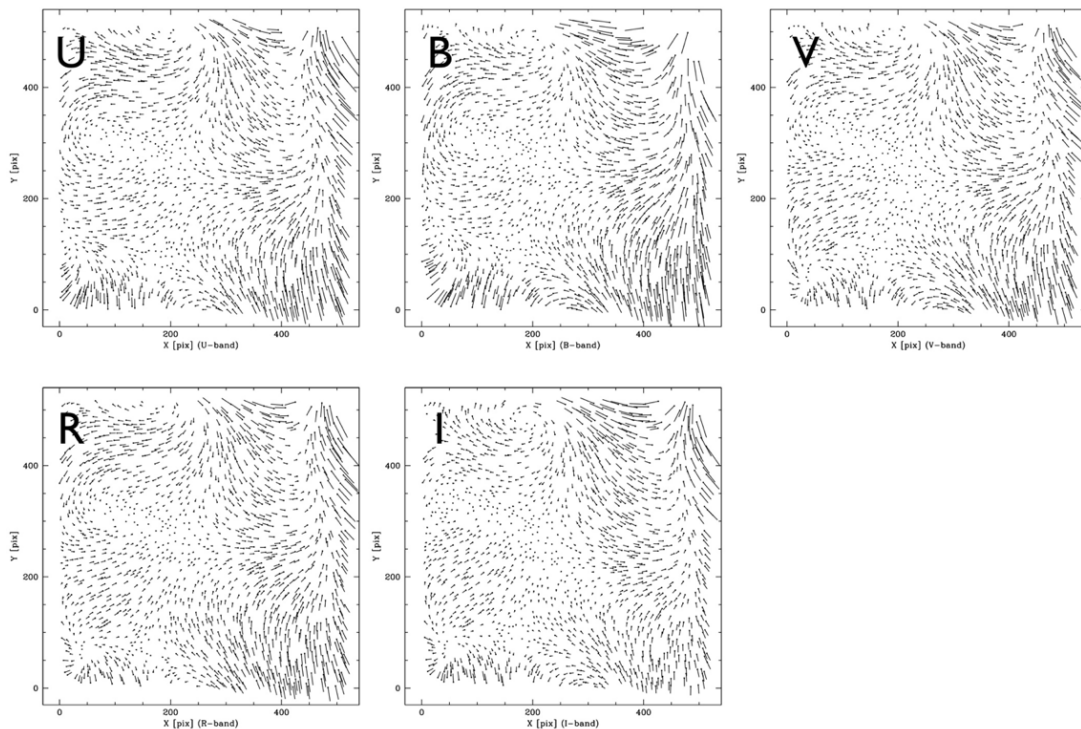 U
B
V
400
200
0
Y [pix]
0
200
400
X [pix] (U-band)
400
200
0
Y [pix]
0
200
400
X [pix] (B-band)
400
200
0
Y [pix]
0
200
400
X [pix] (V-band)
R
I
400
200
0
Y [pix]
0
200
400
X [pix] (R-band)
400
200
0
Y [pix]
0
200
400
X [pix] (I-band)